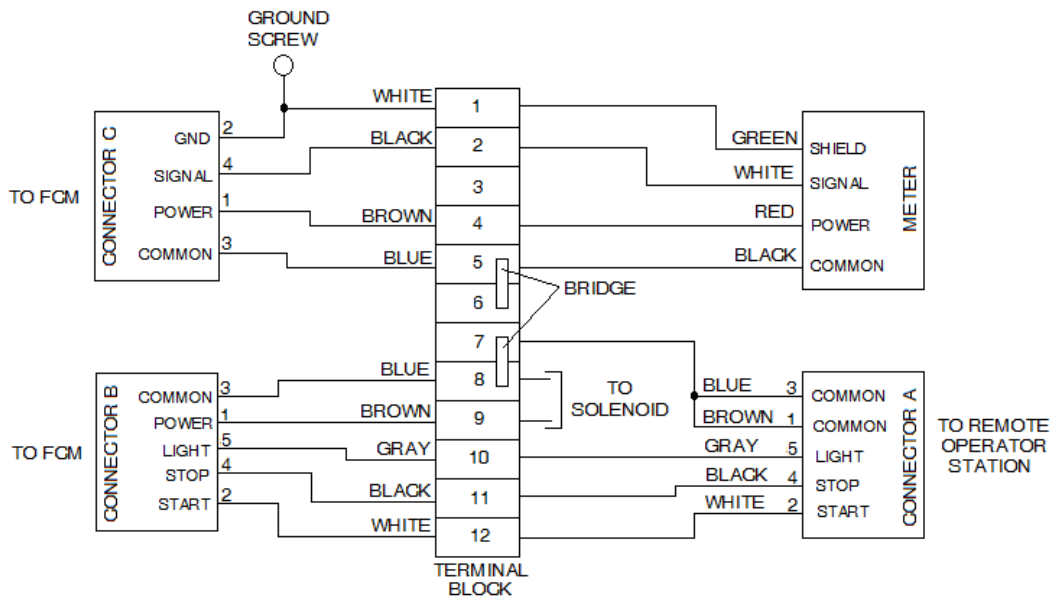 GROUND
SCREW
TO FCM
CONNECTOR C
GND 2
SIGNAL 4
POWER 1
COMMON 3
WHITE
BLACK
BROWN
BLUE
1
2
3
4
5
6
7
8
9
10
11
12
TERMINAL
BLOCK
BRIDGE
GREEN
WHITE
RED
BLACK
SHIELD
SIGNAL
POWER
COMMON
METER
TO FCM
CONNECTOR B
COMMON 3
POWER 1
LIGHT 5
STOP 4
START 2
BLUE
BROWN
GRAY
BLACK
WHITE
TO
SOLENOID
BLUE 3 COMMON
BROWN 1 COMMON
GRAY 5 LIGHT
BLACK 4 STOP
WHITE 2 START
CONNECTOR A
TO REMOTE
OPERATOR
STATION